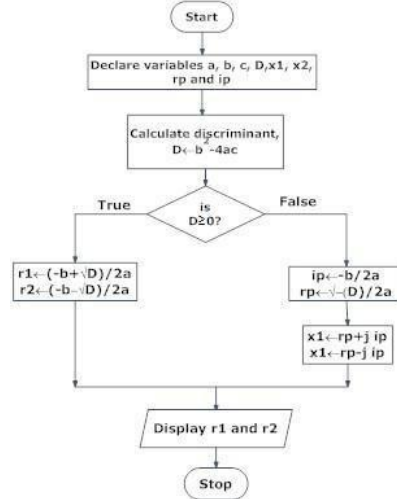 Start
Declare variables a, b, c, D,x1, x2,
rp and ip
Calculate discriminant,
D←b²-4ac
True
is
D≥0?
False
r1←(-b+√D)/2a
r2←(-b-√D)/2a
ip←-b/2a
rp←√-(D)/2a
x1←rp+j ip
x1←rp-j ip
Display r1 and r2
Stop